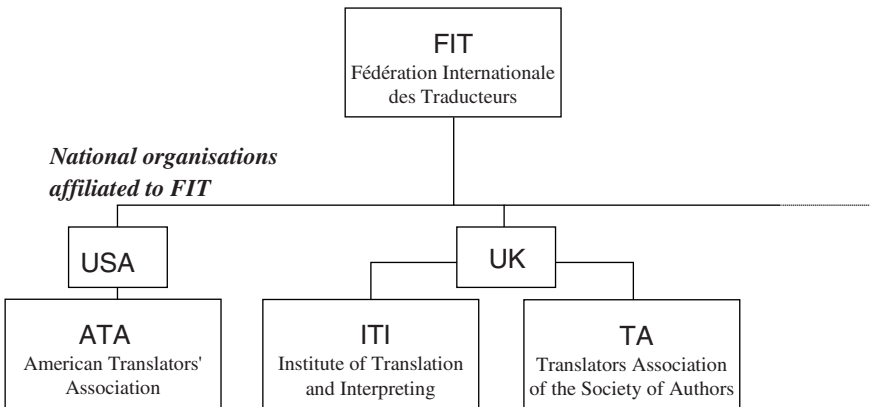 FIT
Fédération Internationale
des Traducteurs
National organisations
affiliated to FIT
USA
UK
ATA
American Translators'
Association
ITI
Institute of Translation
and Interpreting
TA
Translators Association
of the Society of Authors